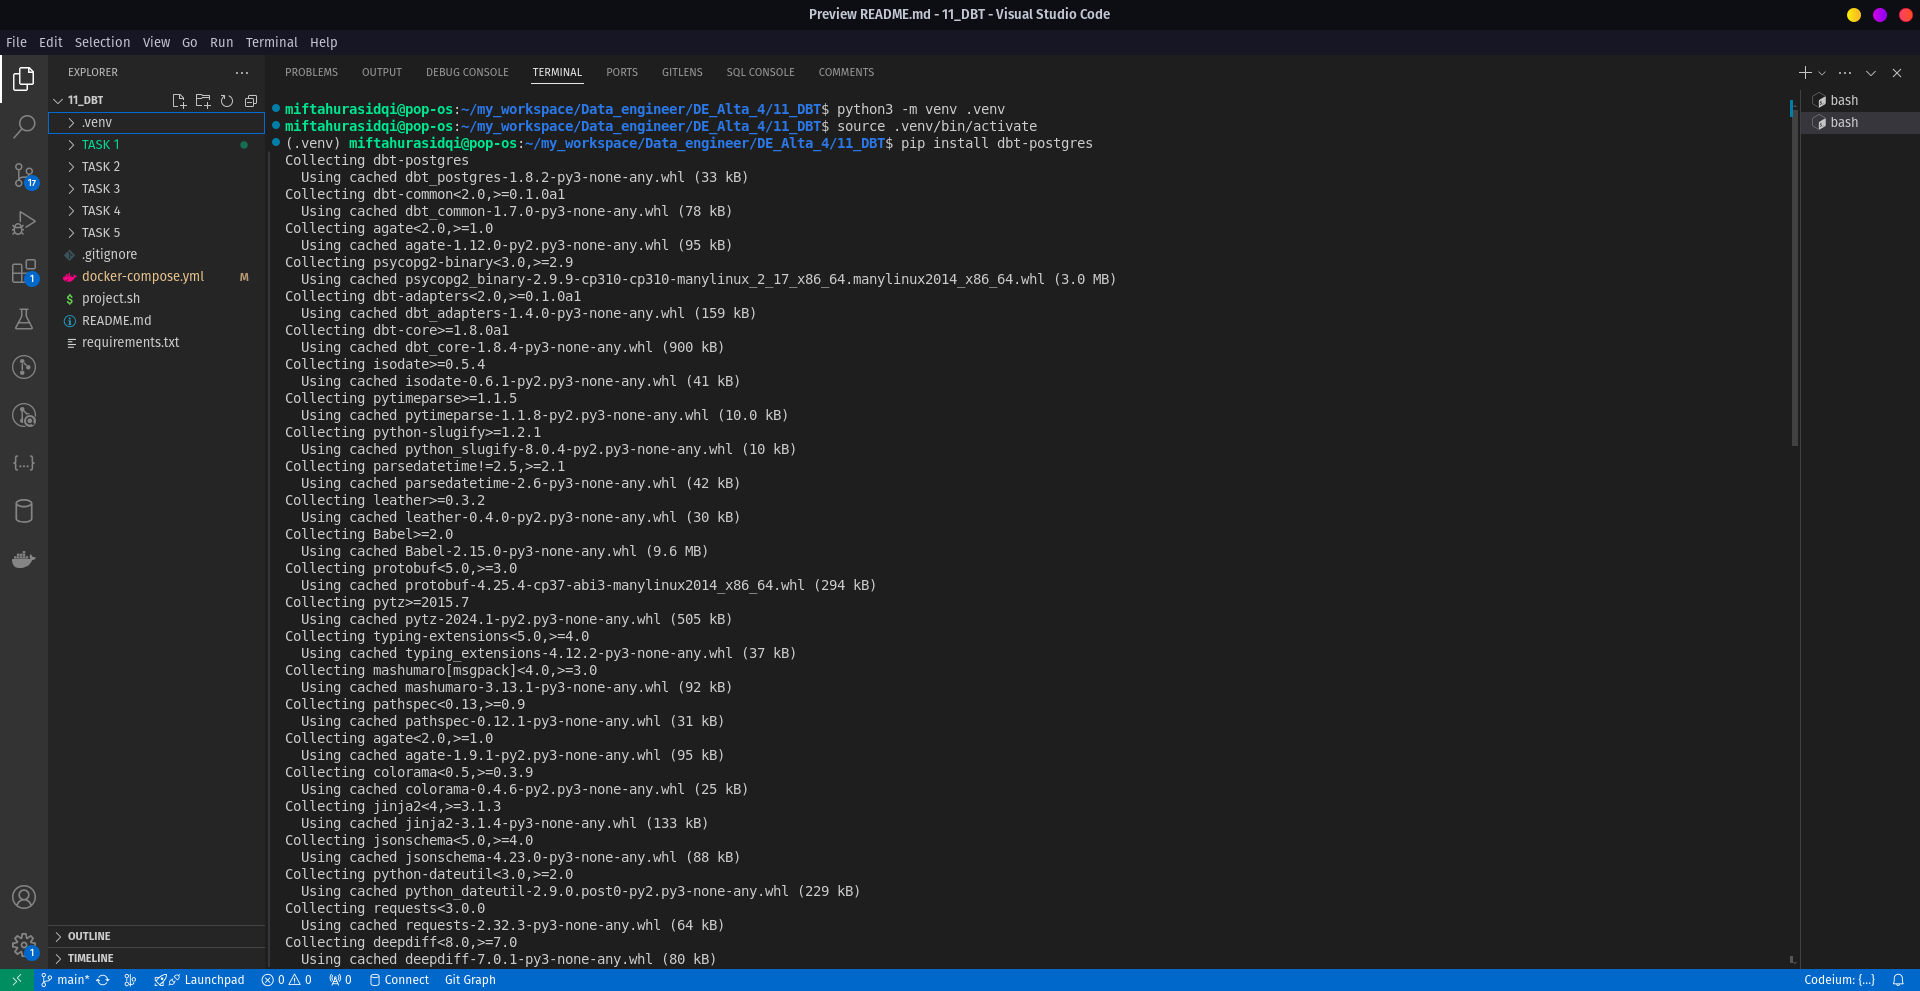 Preview README.md - 11_DBT - Visual Studio Code
File Edit Selection View Go Run Terminal Help
EXPLORER
11_DBT
.venv
TASK 1
TASK 2
TASK 3
TASK 4
TASK 5
.gitignore
docker-compose.yml M
project.sh
README.md
requirements.txt
OUTLINE
TIMELINE
17
1
1
PROBLEMS OUTPUT DEBUG CONSOLE TERMINAL PORTS GITLENS SQL CONSOLE COMMENTS
miftahurasidqi@pop-os:~/my_workspace/Data_engineer/DE_Alta_4/11_DBT$ python3 -m venv .venv
miftahurasidqi@pop-os:~/my_workspace/Data_engineer/DE_Alta_4/11_DBT$ source .venv/bin/activate
(.venv) miftahurasidqi@pop-os:~/my_workspace/Data_engineer/DE_Alta_4/11_DBT$ pip install dbt-postgres
Collecting dbt-postgres
  Using cached dbt_postgres-1.8.2-py3-none-any.whl (33 kB)
Collecting dbt-common<2.0,>=0.1.0a1
  Using cached dbt_common-1.7.0-py3-none-any.whl (78 kB)
Collecting agate<2.0,>=1.0
  Using cached agate-1.12.0-py2.py3-none-any.whl (95 kB)
Collecting psycopg2-binary<3.0,>=2.9
  Using cached psycopg2_binary-2.9.9-cp310-cp310-manylinux_2_17_x86_64.manylinux2014_x86_64.whl (3.0 MB)
Collecting dbt-adapters<2.0,>=0.1.0a1
  Using cached dbt_adapters-1.4.0-py3-none-any.whl (159 kB)
Collecting dbt-core>=1.8.0a1
  Using cached dbt_core-1.8.4-py3-none-any.whl (900 kB)
Collecting isodate>=0.5.4
  Using cached isodate-0.6.1-py2.py3-none-any.whl (41 kB)
Collecting pytimeparse>=1.1.5
  Using cached pytimeparse-1.1.8-py2.py3-none-any.whl (10.0 kB)
Collecting python-slugify>=1.2.1
  Using cached python_slugify-8.0.4-py2.py3-none-any.whl (10 kB)
Collecting parsedatetime!=2.5,>=2.1
  Using cached parsedatetime-2.6-py3-none-any.whl (42 kB)
Collecting leather>=0.3.2
  Using cached leather-0.4.0-py2.py3-none-any.whl (30 kB)
Collecting Babel>=2.0
  Using cached Babel-2.15.0-py3-none-any.whl (9.6 MB)
Collecting protobuf<5.0,>=3.0
  Using cached protobuf-4.25.4-cp37-abi3-manylinux2014_x86_64.whl (294 kB)
Collecting pytz>=2015.7
  Using cached pytz-2024.1-py2.py3-none-any.whl (505 kB)
Collecting typing-extensions<5.0,>=4.0
  Using cached typing_extensions-4.12.2-py3-none-any.whl (37 kB)
Collecting mashumaro[msgpack]<4.0,>=3.0
  Using cached mashumaro-3.13.1-py3-none-any.whl (92 kB)
Collecting pathspec<0.13,>=0.9
  Using cached pathspec-0.12.1-py3-none-any.whl (31 kB)
Collecting agate<2.0,>=1.0
  Using cached agate-1.9.1-py2.py3-none-any.whl (95 kB)
Collecting colorama<0.5,>=0.3.9
  Using cached colorama-0.4.6-py2.py3-none-any.whl (25 kB)
Collecting jinja2<4,>=3.1.3
  Using cached jinja2-3.1.4-py3-none-any.whl (133 kB)
Collecting jsonschema<5.0,>=4.0
  Using cached jsonschema-4.23.0-py3-none-any.whl (88 kB)
Collecting python-dateutil<3.0,>=2.0
  Using cached python_dateutil-2.9.0.post0-py2.py3-none-any.whl (229 kB)
Collecting requests<3.0.0
  Using cached requests-2.32.3-py3-none-any.whl (64 kB)
Collecting deepdiff<8.0,>=7.0
  Using cached deepdiff-7.0.1-py3-none-any.whl (80 kB)
bash
bash
main* Launchpad 0 0 0 Connect Git Graph Codeium: {...}